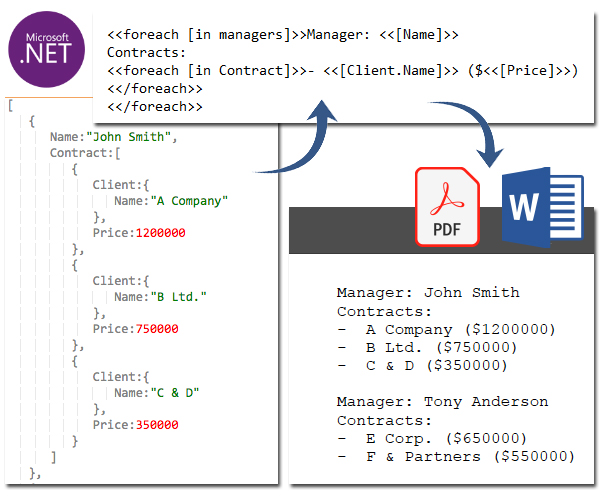 Microsoft
.NET
<<foreach [in managers]>>Manager: <<[Name]>>
Contracts:
<<foreach [in Contract]>>- <<[Client.Name]>> ($<<[Price]>>)
<</foreach>>
<</foreach>>
[
{
Name:"John Smith",
Contract:[
{
Client:{
Name:"A Company"
},
Price:1200000
},
{
Client:{
Name:"B Ltd."
},
Price:750000
},
{
Client:{
Name:"C & D"
},
Price:350000
}
]
},
PDF
W
Manager: John Smith
Contracts:
- A Company ($1200000)
- B Ltd. ($750000)
- C & D ($350000)
Manager: Tony Anderson
Contracts:
- E Corp. ($650000)
- F & Partners ($550000)